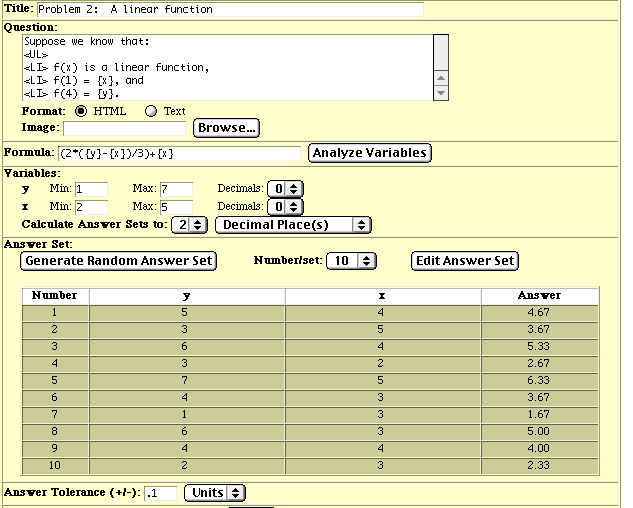 Title: Problem 2: A linear function
Question:
Suppose we know that:
<UL>
<LI> f(x) is a linear function,
<LI> f(1) = {x}, and
<LI> f(4) = {y}.
Format: HTML Text
Image: Browse...
Formula: (2*({y}-{x})/3)+{x} Analyze Variables
Variables:
y Min: 1 Max: 7 Decimals: 0
x Min: 2 Max: 5 Decimals: 0
Calculate Answer Sets to: 2 Decimal Place(s)
Answer Set:
Generate Random Answer Set Number/set: 10 Edit Answer Set
Number y x Answer
1 5 4 4.67
2 3 5 3.67
3 6 4 5.33
4 3 2 2.67
5 7 5 6.33
6 4 3 3.67
7 1 3 1.67
8 6 3 5.00
9 4 4 4.00
10 2 3 2.33
Answer Tolerance (+/-): .1 Units